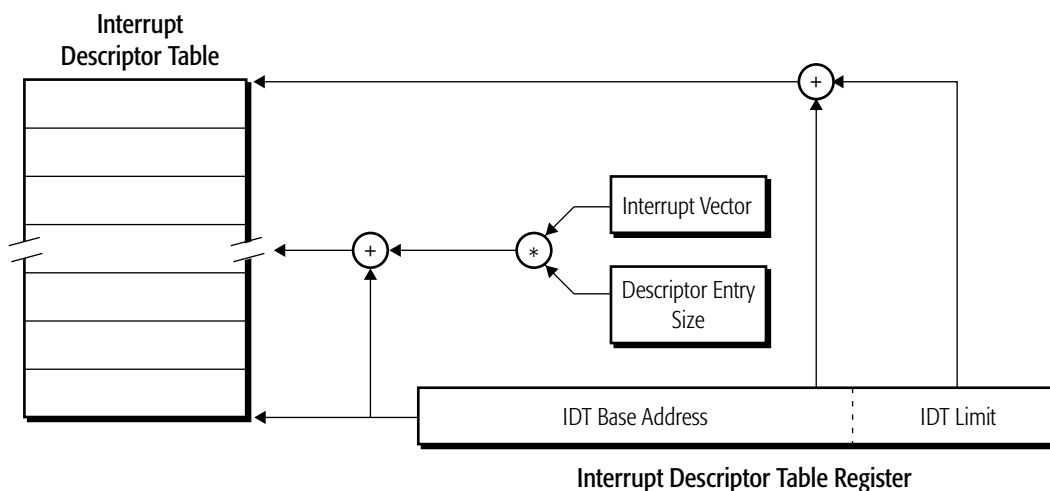 Interrupt
Descriptor Table
+
Interrupt Vector
+
*
Descriptor Entry
Size
IDT Base Address
IDT Limit
Interrupt Descriptor Table Register